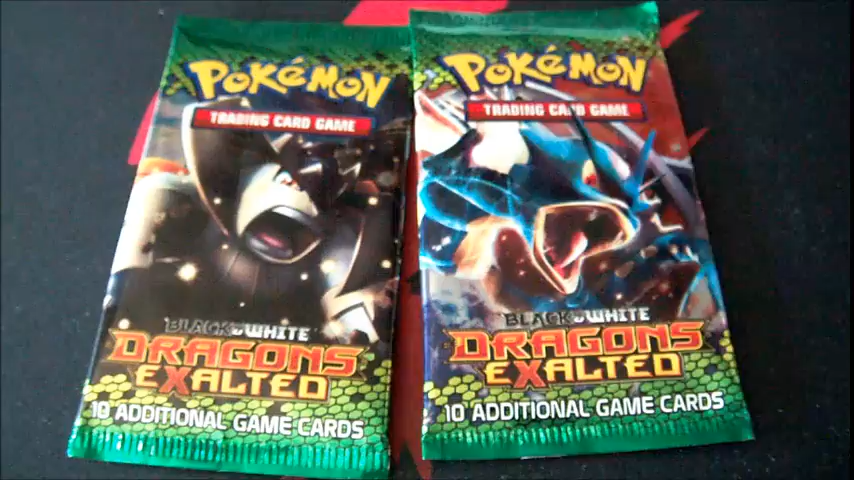 POKéMON
TRADING CARD GAME
BLACK & WHITE
DRAGONS
EXALTED
10 ADDITIONAL GAME CARDS
POKéMON
TRADING CARD GAME
BLACK & WHITE
DRAGONS
EXALTED
10 ADDITIONAL GAME CARDS